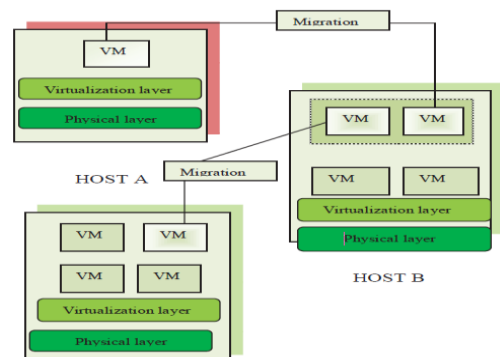 Migration
VM
Virtualization layer
Physical layer
HOST A
VM VM
VM VM
Virtualization layer
Physical layer
HOST B
Migration
VM VM
VM VM
Virtualization layer
Physical layer